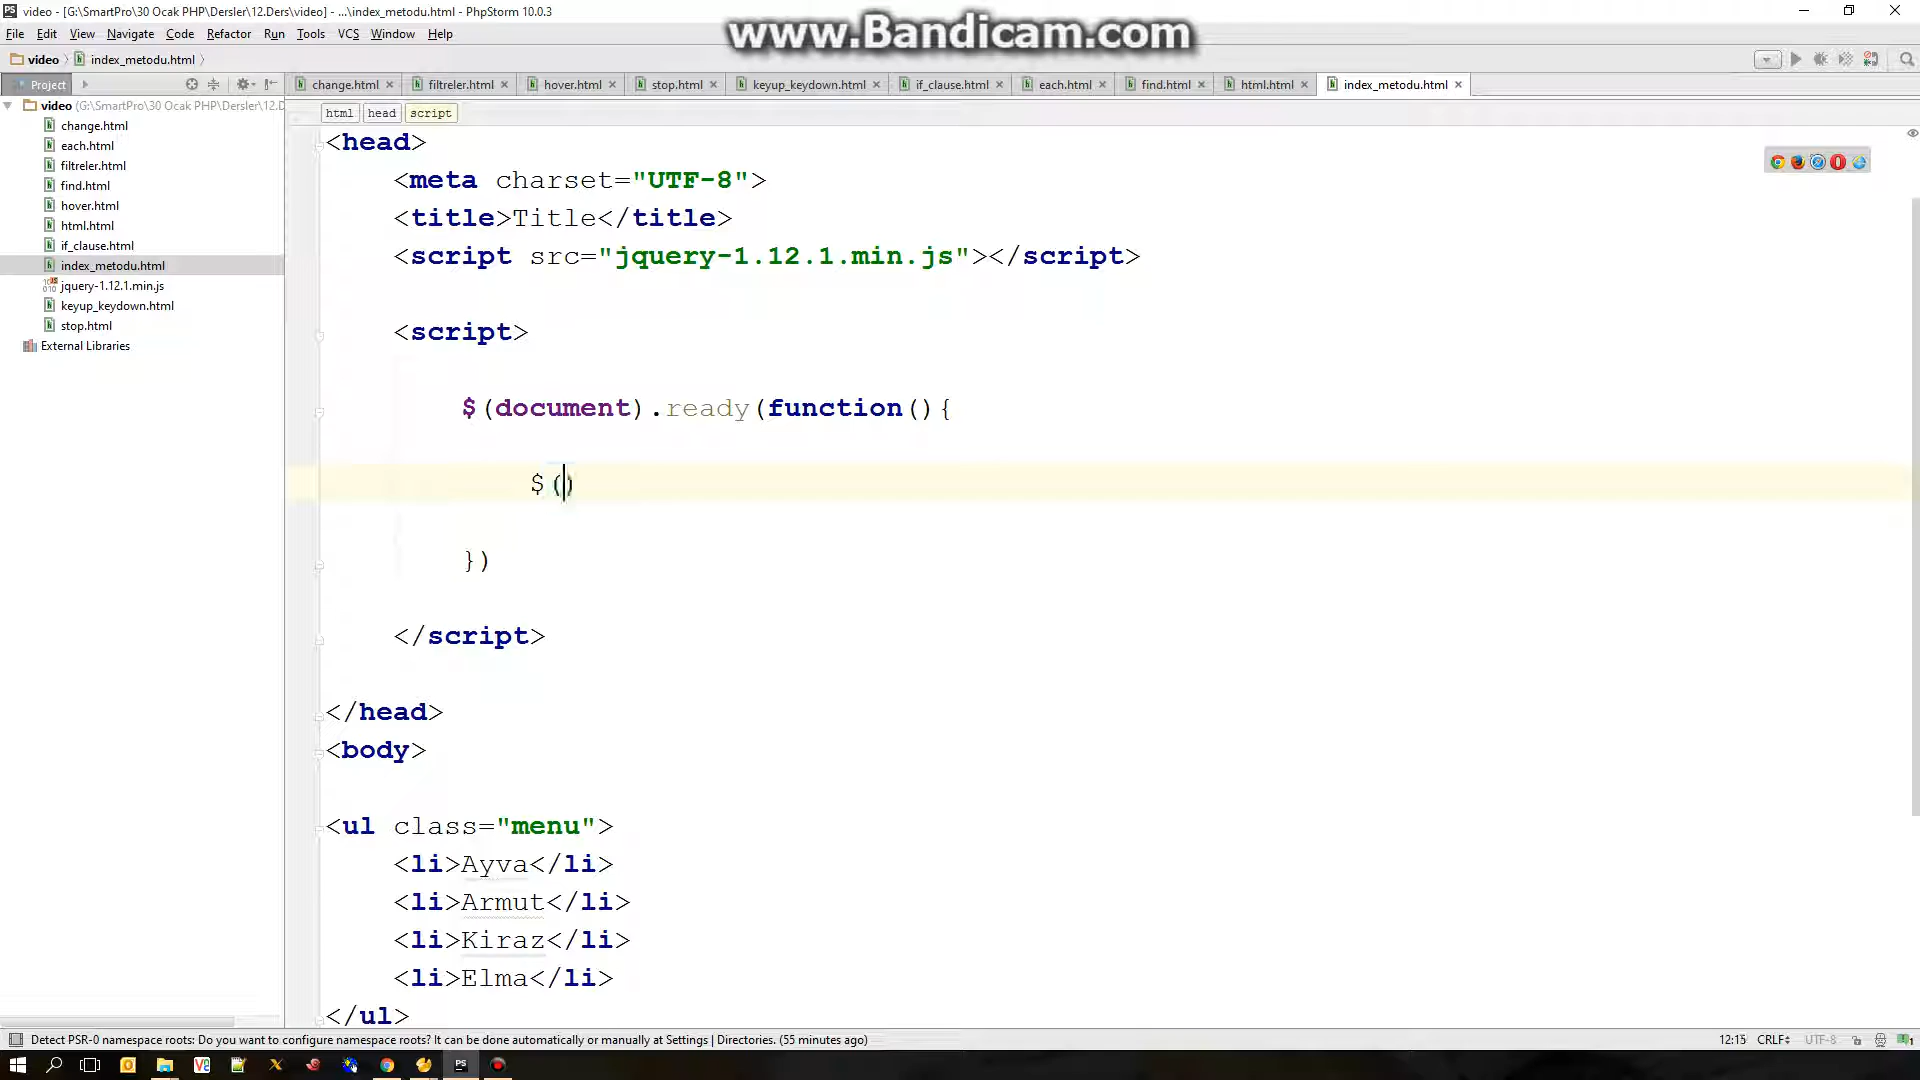 video - [G:\SmartPro\30 Ocak PHP\Dersler\12.Ders\video] - ...\index_metodu.html - PhpStorm 10.0.3
www.Bandicam.com
File Edit View Navigate Code Refactor Run Tools VCS Window Help
video index_metodu.html
Project
change.html filtreler.html hover.html stop.html keyup_keydown.html if_clause.html each.html find.html html.html index_metodu.html
video (G:\SmartPro\30 Ocak PHP\Dersler\12.D
change.html
each.html
filtreler.html
find.html
hover.html
html.html
if_clause.html
index_metodu.html
jquery-1.12.1.min.js
keyup_keydown.html
stop.html
External Libraries
html head script
<head>
<meta charset="UTF-8">
<title>Title</title>
<script src="jquery-1.12.1.min.js"></script>
<script>
$(document).ready(function(){
$()
})
</script>
</head>
<body>
<ul class="menu">
<li>Ayva</li>
<li>Armut</li>
<li>Kiraz</li>
<li>Elma</li>
</ul>
Detect PSR-0 namespace roots: Do you want to configure namespace roots? It can be done automatically or manually at Settings | Directories. (55 minutes ago)
12:15 CRLF UTF-8